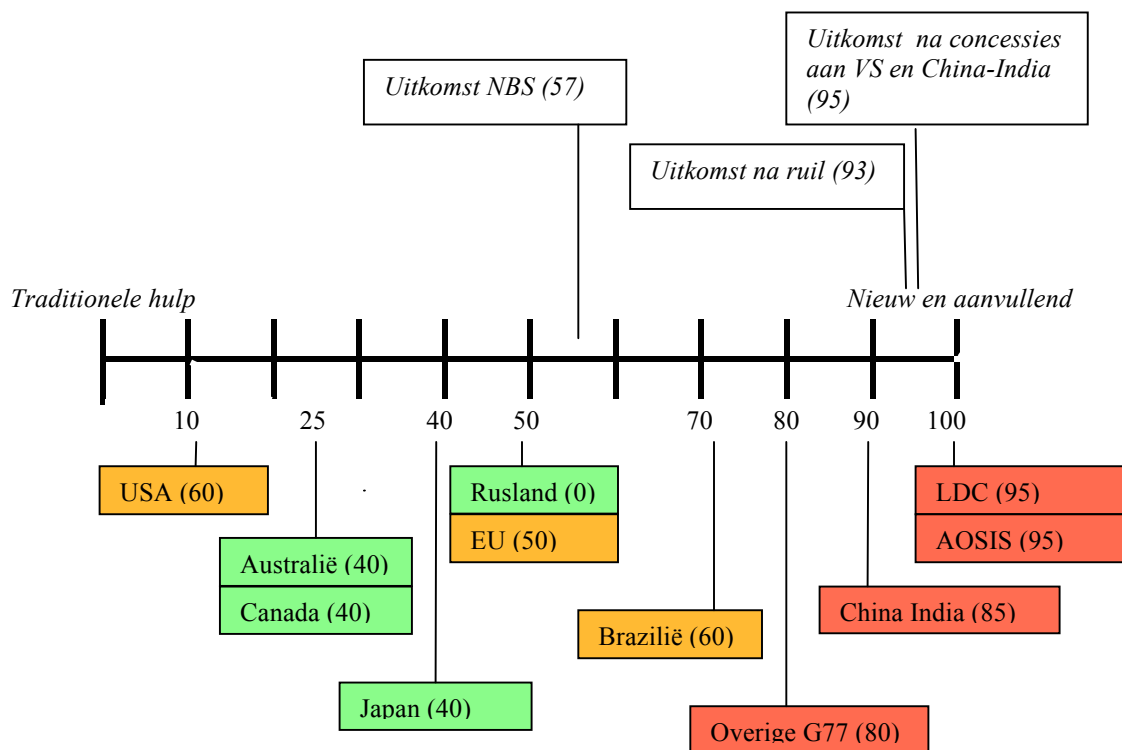 Uitkomst na concessies
aan VS en China-India
(95)
Uitkomst NBS (57)
Uitkomst na ruil (93)
Traditionele hulp
Nieuw en aanvullend
10 25 40 50 70 80 90 100
USA (60)
Rusland (0)
EU (50)
LDC (95)
AOSIS (95)
Australië (40)
Canada (40)
China India (85)
Brazilië (60)
Japan (40)
Overige G77 (80)